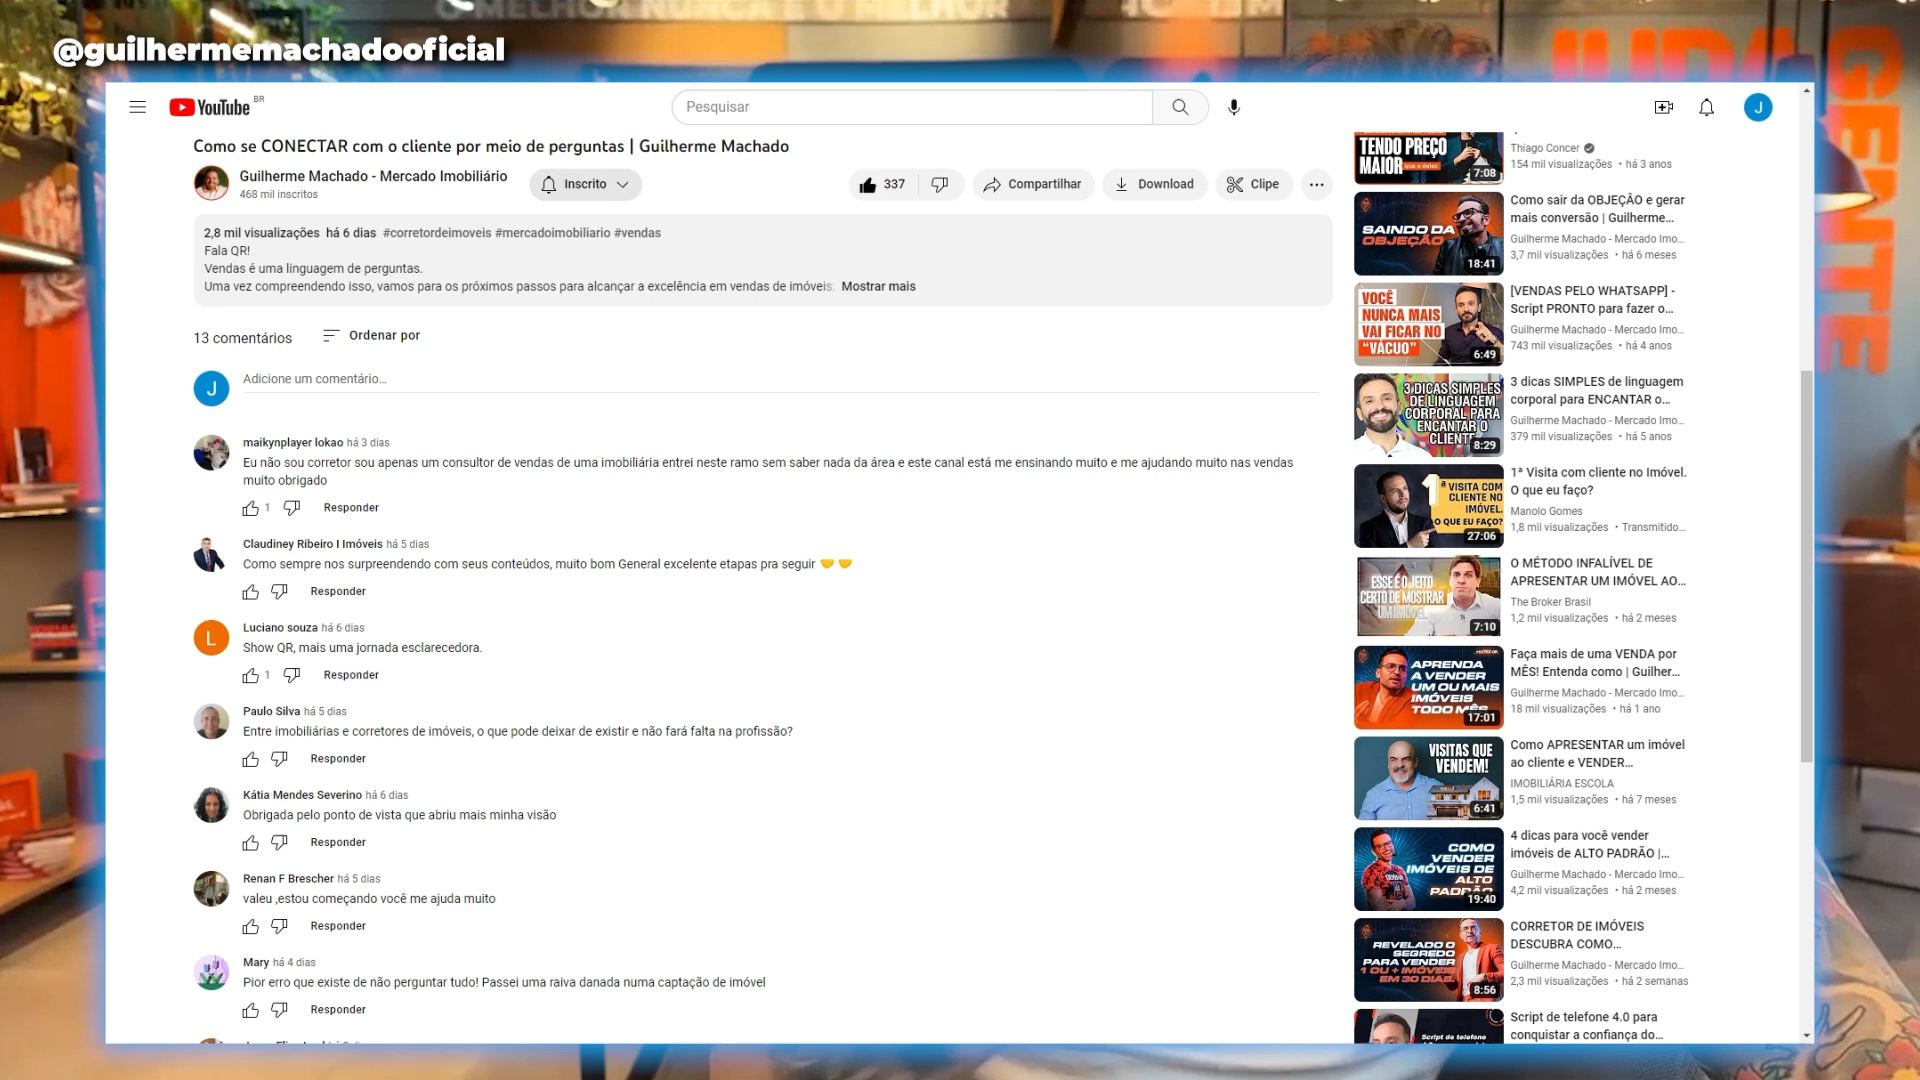 @guilhermemachadooficial
YouTube BR
Pesquisar
J
Como se CONECTAR com o cliente por meio de perguntas | Guilherme Machado
Guilherme Machado - Mercado Imobiliário
468 mil inscritos
Inscrito
337
Compartilhar
Download
Clipe
2,8 mil visualizações há 6 dias #corretordeimoveis #mercadoimobiliario #vendas
Fala QR!
Vendas é uma linguagem de perguntas.
Uma vez compreendendo isso, vamos para os próximos passos para alcançar a excelência em vendas de imóveis: Mostrar mais
13 comentários
Ordenar por
J
Adicione um comentário...
maikynplayer lokao há 3 dias
Eu não sou corretor sou apenas um consultor de vendas de uma imobiliária entrei neste ramo sem saber nada da área e este canal está me ensinando muito e me ajudando muito nas vendas
muito obrigado
1
Responder
Claudiney Ribeiro I Imóveis há 5 dias
Como sempre nos surpreendendo com seus conteúdos, muito bom General excelente etapas pra seguir
Responder
L
Luciano souza há 6 dias
Show QR, mais uma jornada esclarecedora.
1
Responder
Paulo Silva há 5 dias
Entre imobiliárias e corretores de imóveis, o que pode deixar de existir e não fará falta na profissão?
Responder
Kátia Mendes Severino há 6 dias
Obrigada pelo ponto de vista que abriu mais minha visão
Responder
Renan F Brescher há 5 dias
valeu ,estou começando você me ajuda muito
Responder
Mary há 4 dias
Pior erro que existe de não perguntar tudo! Passei uma raiva danada numa captação de imóvel
Responder
TENDO PREÇO
MAIOR que o deles
7:08
Thiago Concer
154 mil visualizações • há 3 anos
SAINDO DA
OBJEÇÃO
18:41
Como sair da OBJEÇÃO e gerar
mais conversão | Guilherme...
Guilherme Machado - Mercado Imo...
3,7 mil visualizações • há 6 meses
VOCÊ
NUNCA MAIS
VAI FICAR NO
“VÁCUO”
6:49
[VENDAS PELO WHATSAPP] -
Script PRONTO para fazer o...
Guilherme Machado - Mercado Imo...
743 mil visualizações • há 4 anos
3 DICAS SIMPLES
DE LINGUAGEM
CORPORAL PARA
ENCANTAR O
CLIENTE
8:29
3 dicas SIMPLES de linguagem
corporal para ENCANTAR o...
Guilherme Machado - Mercado Imo...
379 mil visualizações • há 5 anos
1ª VISITA COM
CLIENTE NO
IMÓVEL.
O QUE EU FAÇO?
27:06
1ª Visita com cliente no Imóvel.
O que eu faço?
Manolo Gomes
1,8 mil visualizações • Transmitido...
ESSE É O JEITO
CERTO DE MOSTRAR
UM IMÓVEL
7:10
O MÉTODO INFALÍVEL DE
APRESENTAR UM IMÓVEL AO...
The Broker Brasil
1,2 mil visualizações • há 2 meses
APRENDA
A VENDER
UM OU MAIS
IMÓVEIS
TODO MÊS
17:01
Faça mais de uma VENDA por
MÊS! Entenda como | Guilher...
Guilherme Machado - Mercado Imo...
18 mil visualizações • há 1 ano
VISITAS QUE
VENDEM!
6:41
Como APRESENTAR um imóvel
ao cliente e VENDER...
IMOBILIÁRIA ESCOLA
1,5 mil visualizações • há 7 meses
COMO
VENDER
IMÓVEIS DE
ALTO
PADRÃO
19:40
4 dicas para você vender
imóveis de ALTO PADRÃO |...
Guilherme Machado - Mercado Imo...
4,2 mil visualizações • há 2 meses
REVELADO O
SEGREDO
PARA VENDER
1 OU + IMÓVEIS
EM 30 DIAS.
8:56
CORRETOR DE IMÓVEIS
DESCUBRA COMO...
Guilherme Machado - Mercado Imo...
2,3 mil visualizações • há 2 semanas
Script de telefone
Script de telefone 4.0 para
conquistar a confiança do...